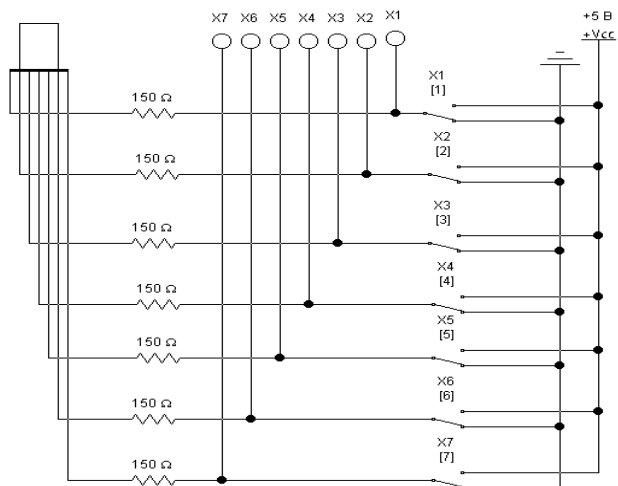 X7 X6 X5 X4 X3 X2 X1
+5 В
+Vcc
150 Ω
X1
[1]
150 Ω
X2
[2]
150 Ω
X3
[3]
150 Ω
X4
[4]
150 Ω
X5
[5]
150 Ω
X6
[6]
150 Ω
X7
[7]